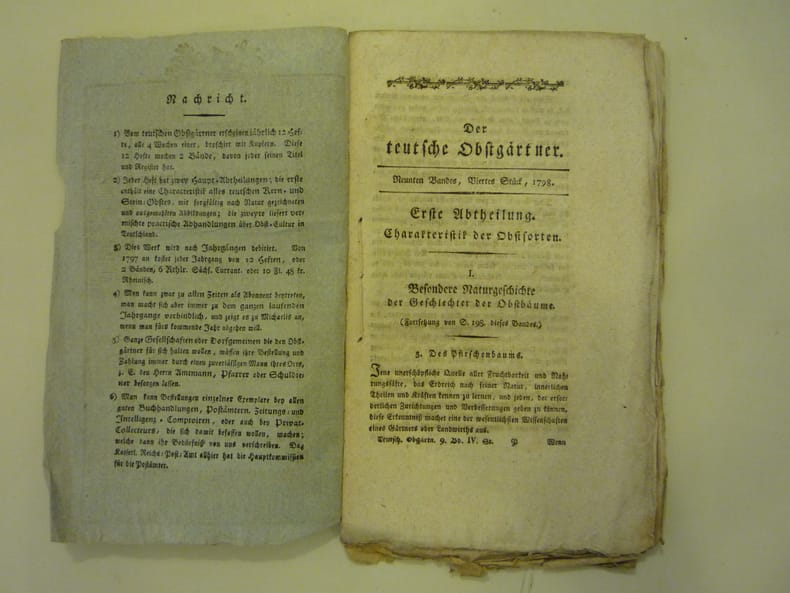 Nachricht.
1) Vom teutschen Obstgärtner erscheinen jährlich 12 Hef-
te, alle 4 Wochen einer, broschirt mit Kupfern. Diese
12 Hefte machen 2 Bände, davon jeder seinen Titel
und Register hat.
2) Jeder Heft hat zwey Haupt-Abtheilungen; die erste
enthält eine Characteristik alles teutschen Kern- und
Stein-Obstes, mit sorgfältig nach Natur gezeichneten
und ausgemahlten Abbildungen; die zweyte liefert ver-
mischte practische Abhandlungen über Obst-Cultur in
Teutschland.
3) Dies Werk wird nach Jahrgängen debitirt. Von
1797 an kostet jeder Jahrgang von 12 Heften, oder
2 Bänden, 6 Rthlr. Sächs. Currant. oder 10 Fl. 48 kr.
Rheinisch.
4) Man kann zwar zu allen Zeiten als Abonent beytreten,
man macht sich aber immer zu dem ganzen laufenden
Jahrgange verbindlich, und zeigt es zu Michaelis an,
wenn man fürs kommende Jahr abgehen will.
5) Ganze Gesellschaften oder Dorfgemeinen die den Obst-
gärtner für sich halten wollen, müssen ihre Bestellung und
Zahlung immer durch einen zuverlässigen Mann ihres Orts,
z. E. den Herrn Amtmann, Pfarrer oder Schuldie-
ner besorgen lassen.
6) Man kann Bestellungen einzelner Exemplare bey allen
guten Buchhandlungen, Postämtern, Zeitungs- und
Intelligenz-Comptoiren, oder auch bey Privat-
Collecteurs, die sich damit befassen wollen, machen;
welche dann ihr Bedürfniß von uns verschreiben. Das
Kaiserl. Reichs-Post-Amt allhier hat die Hauptkommission
für die Postämter.
Der
teutsche Obstgärtner.
Neunten Bandes, Viertes Stück, 1798.
Erste Abtheilung.
Charakteristik der Obstsorten.
I.
Besondere Naturgeschichte
der Geschlechter der Obstbäume.
(Fortsetzung von S. 198. dieses Bandes.)
5. Des Pfirschenbaums.
Jene unerschöpfliche Quelle aller Fruchtbarkeit und Nah-
rungssäfte, das Erdreich nach seiner Natur, innerlichen
Theilen und Kräften kennen zu lernen, und jeder, der erfor-
derlichen Zurichtungen und Verbesserungen geben zu können,
diese Erkenntniß machet eine der wesentlichsten Wissenschaften
eines Gärtners oder Landwirths aus.
Teutsch. Obgärtn. 9. Bd. IV. St. P Wenn